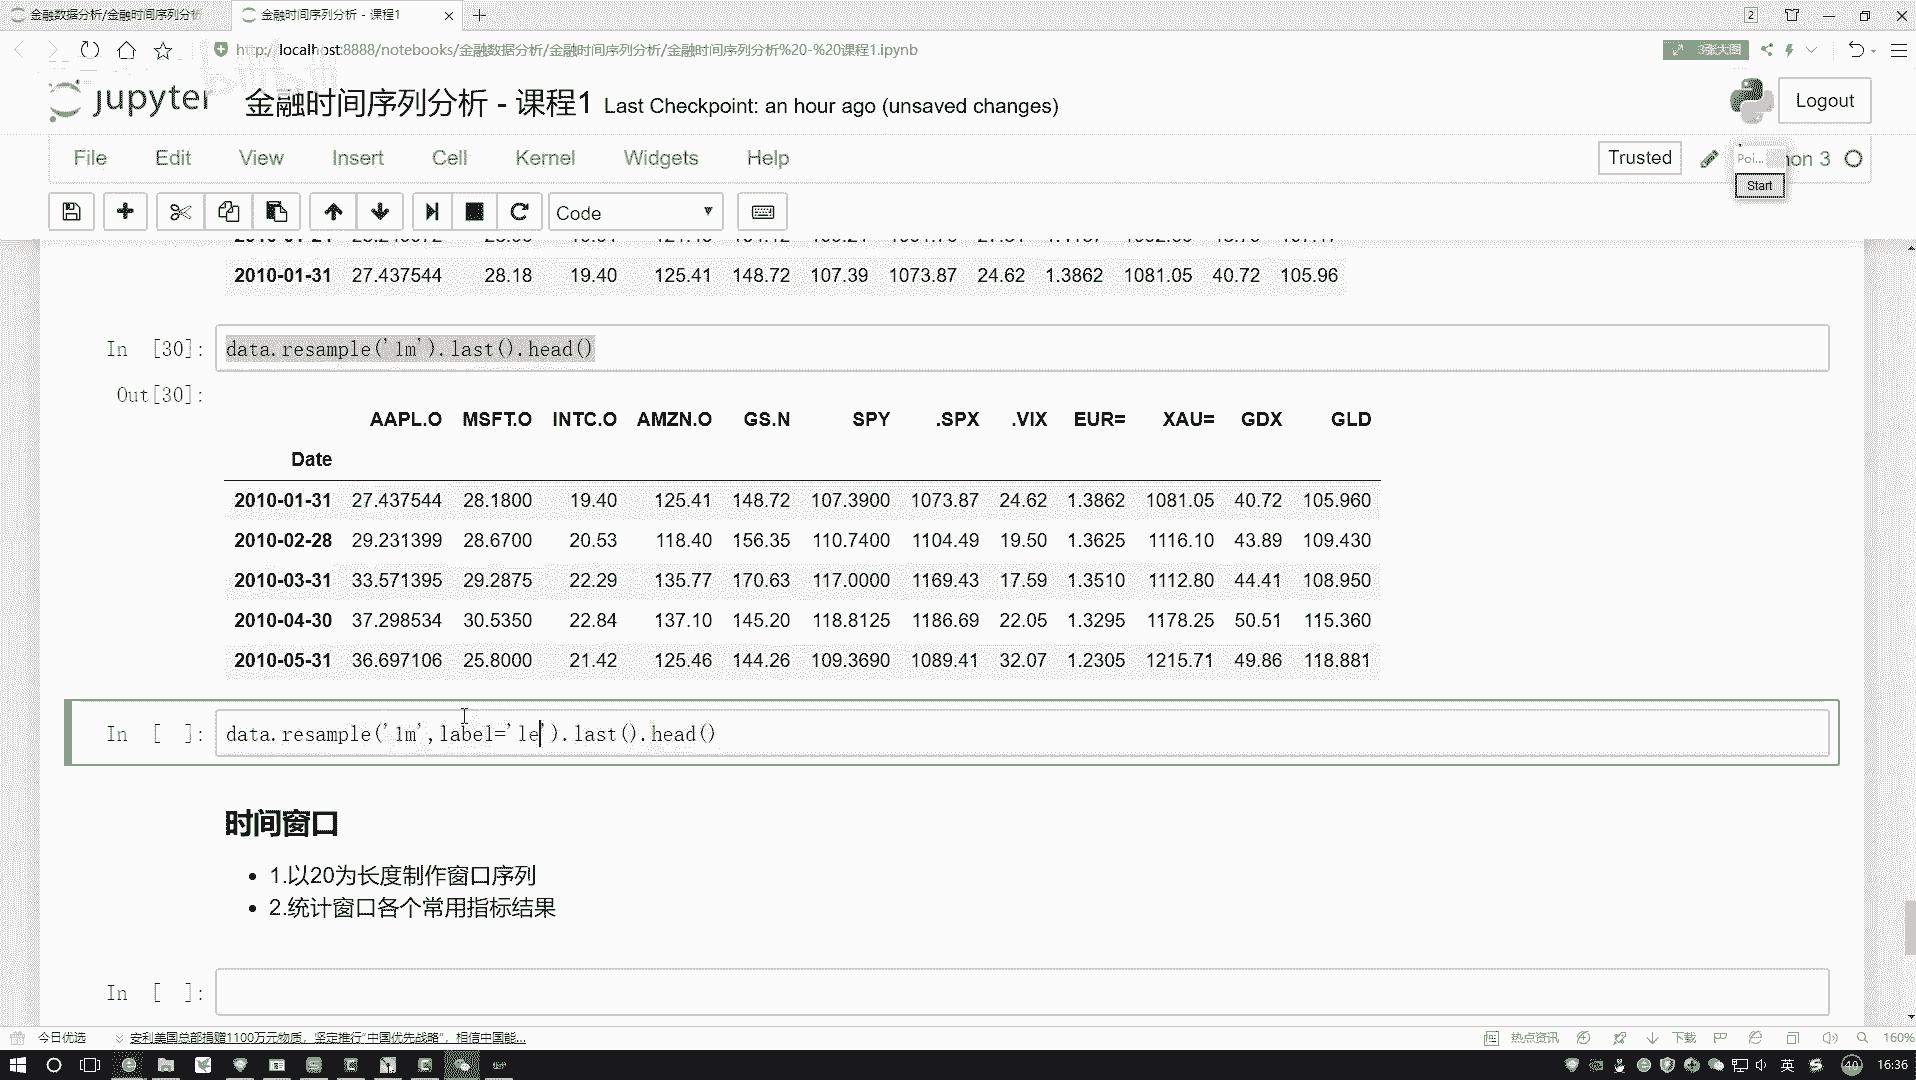 金融数据分析/金融时间序列分析
金融时间序列分析 - 课程1
2
http://localhost:8888/notebooks/金融数据分析/金融时间序列分析/金融时间序列分析%20-%20课程1.ipynb
3张大图
bilibili
jupyter
金融时间序列分析 - 课程1 Last Checkpoint: an hour ago (unsaved changes)
Logout
File Edit View Insert Cell Kernel Widgets Help
Trusted
Poi...
hon 3
Start
Code
2010-01-31 27.437544 28.18 19.40 125.41 148.72 107.39 1073.87 24.62 1.3862 1081.05 40.72 105.96
In [30]: data.resample('1m').last().head()
Out[30]:
AAPL.O MSFT.O INTC.O AMZN.O GS.N SPY .SPX .VIX EUR= XAU= GDX GLD
Date
2010-01-31 27.437544 28.1800 19.40 125.41 148.72 107.3900 1073.87 24.62 1.3862 1081.05 40.72 105.960
2010-02-28 29.231399 28.6700 20.53 118.40 156.35 110.7400 1104.49 19.50 1.3625 1116.10 43.89 109.430
2010-03-31 33.571395 29.2875 22.29 135.77 170.63 117.0000 1169.43 17.59 1.3510 1112.80 44.41 108.950
2010-04-30 37.298534 30.5350 22.84 137.10 145.20 118.8125 1186.69 22.05 1.3295 1178.25 50.51 115.360
2010-05-31 36.697106 25.8000 21.42 125.46 144.26 109.3690 1089.41 32.07 1.2305 1215.71 49.86 118.881
In [ ]: data.resample('1m',label='le').last().head()
时间窗口
1.以20为长度制作窗口序列
2.统计窗口各个常用指标结果
In [ ]:
今日优选
安利美国总部捐赠1100万元物质，坚定推行“中国优先战略”，相信中国能...
热点资讯
下载
160%
英
40
16:36